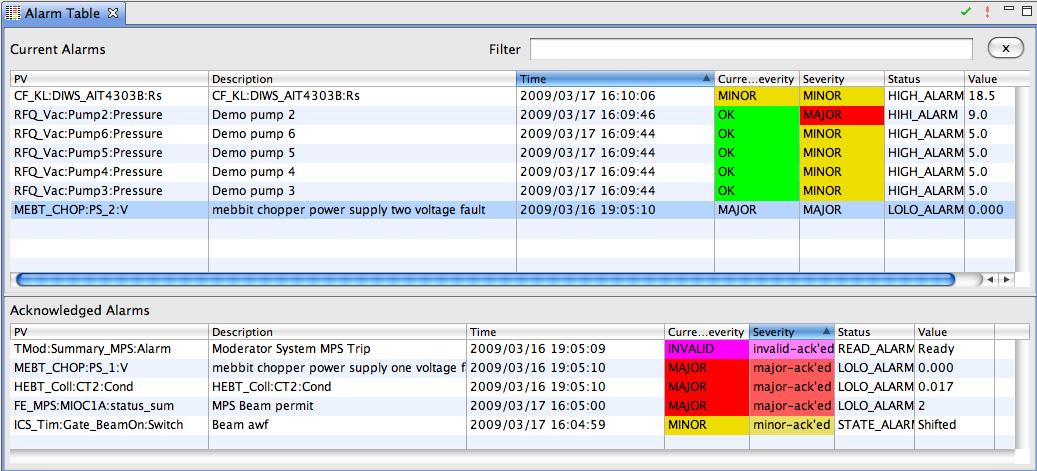 Alarm Table
Current Alarms Filter x
PV Description Time Curre...everity Severity Status Value
CF_KL:DIWS_AIT4303B:Rs CF_KL:DIWS_AIT4303B:Rs 2009/03/17 16:10:06 MINOR MINOR HIGH_ALARM 18.5
RFQ_Vac:Pump2:Pressure Demo pump 2 2009/03/17 16:09:46 OK MAJOR HIHI_ALARM 9.0
RFQ_Vac:Pump6:Pressure Demo pump 6 2009/03/17 16:09:44 OK MINOR HIGH_ALARM 5.0
RFQ_Vac:Pump5:Pressure Demo pump 5 2009/03/17 16:09:44 OK MINOR HIGH_ALARM 5.0
RFQ_Vac:Pump4:Pressure Demo pump 4 2009/03/17 16:09:44 OK MINOR HIGH_ALARM 5.0
RFQ_Vac:Pump3:Pressure Demo pump 3 2009/03/17 16:09:44 OK MINOR HIGH_ALARM 5.0
MEBT_CHOP:PS_2:V mebbit chopper power supply two voltage fault 2009/03/16 19:05:10 MAJOR MAJOR LOLO_ALARM 0.000
Acknowledged Alarms
PV Description Time Curre...everity Severity Status Value
TMod:Summary_MPS:Alarm Moderator System MPS Trip 2009/03/16 19:05:09 INVALID invalid-ack'ed READ_ALARM Ready
MEBT_CHOP:PS_1:V mebbit chopper power supply one voltage f 2009/03/16 19:05:10 MAJOR major-ack'ed LOLO_ALARM 0.000
HEBT_Coll:CT2:Cond HEBT_Coll:CT2:Cond 2009/03/16 19:05:10 MAJOR major-ack'ed LOLO_ALARM 0.017
FE_MPS:MIOC1A:status_sum MPS Beam permit 2009/03/16 19:05:00 MAJOR major-ack'ed LOLO_ALARM 2
ICS_Tim:Gate_BeamOn:Switch Beam awf 2009/03/17 16:04:59 MINOR minor-ack'ed STATE_ALARM Shifted